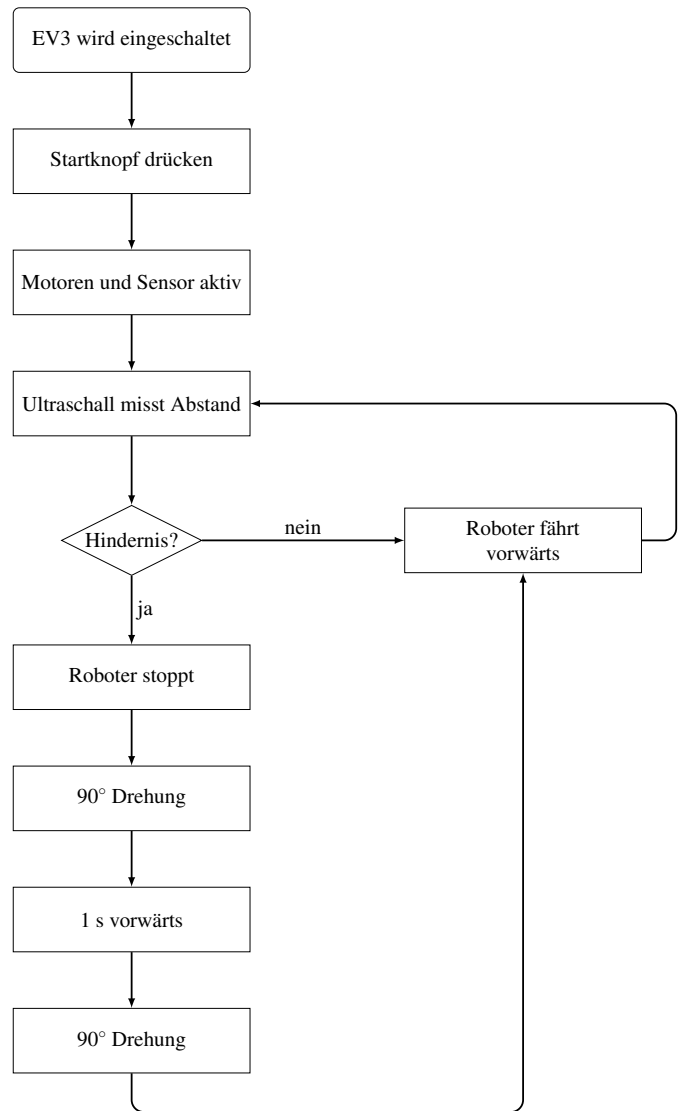 EV3 wird eingeschaltet
Startknopf drücken
Motoren und Sensor aktiv
Ultraschall misst Abstand
Hindernis?
nein
Roboter fährt
vorwärts
ja
Roboter stoppt
90° Drehung
1 s vorwärts
90° Drehung